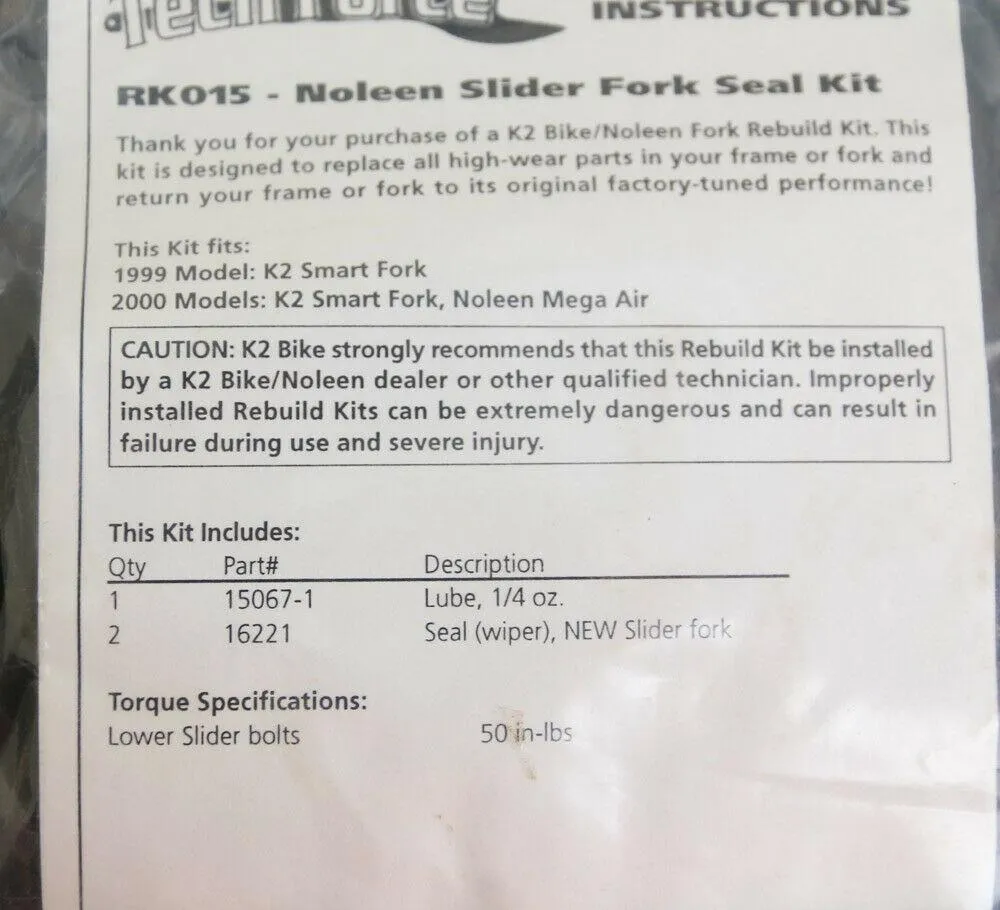 TechForce
INSTRUCTIONS
RK015 - Noleen Slider Fork Seal Kit
Thank you for your purchase of a K2 Bike/Noleen Fork Rebuild Kit. This
kit is designed to replace all high-wear parts in your frame or fork and
return your frame or fork to its original factory-tuned performance!
This Kit fits:
1999 Model: K2 Smart Fork
2000 Models: K2 Smart Fork, Noleen Mega Air
CAUTION: K2 Bike strongly recommends that this Rebuild Kit be installed
by a K2 Bike/Noleen dealer or other qualified technician. Improperly
installed Rebuild Kits can be extremely dangerous and can result in
failure during use and severe injury.
This Kit Includes:
Qty Part# Description
1 15067-1 Lube, 1/4 oz.
2 16221 Seal (wiper), NEW Slider fork
Torque Specifications:
Lower Slider bolts 50 in-lbs